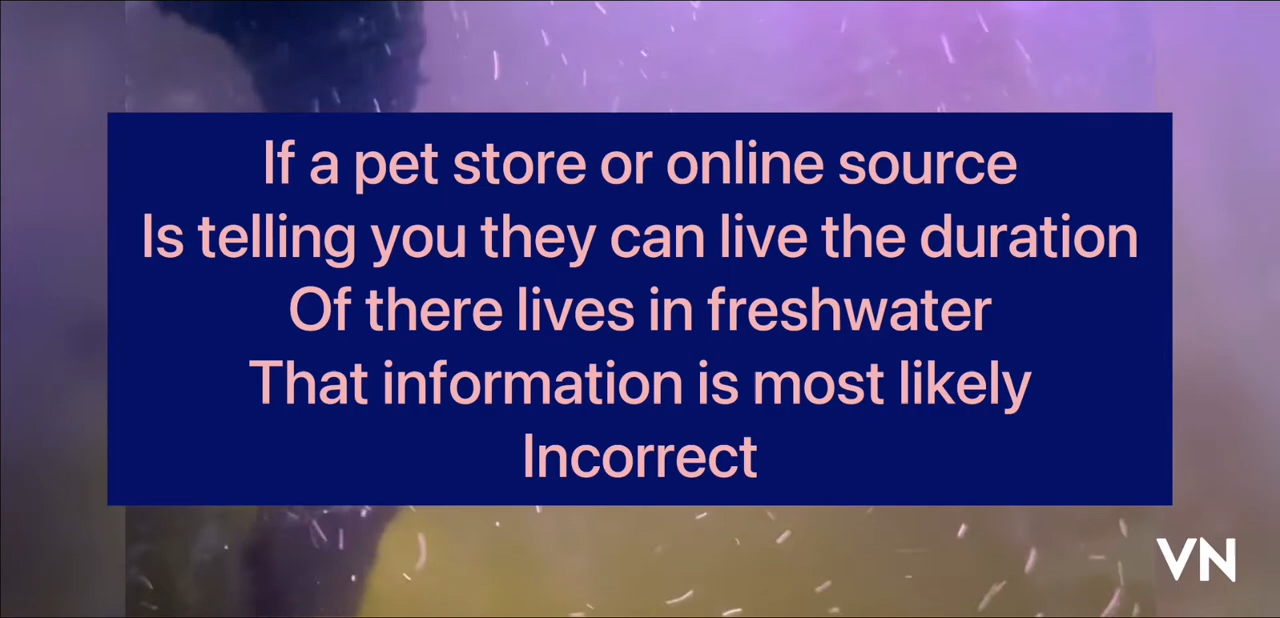 If a pet store or online source
Is telling you they can live the duration
Of there lives in freshwater
That information is most likely
Incorrect
VN